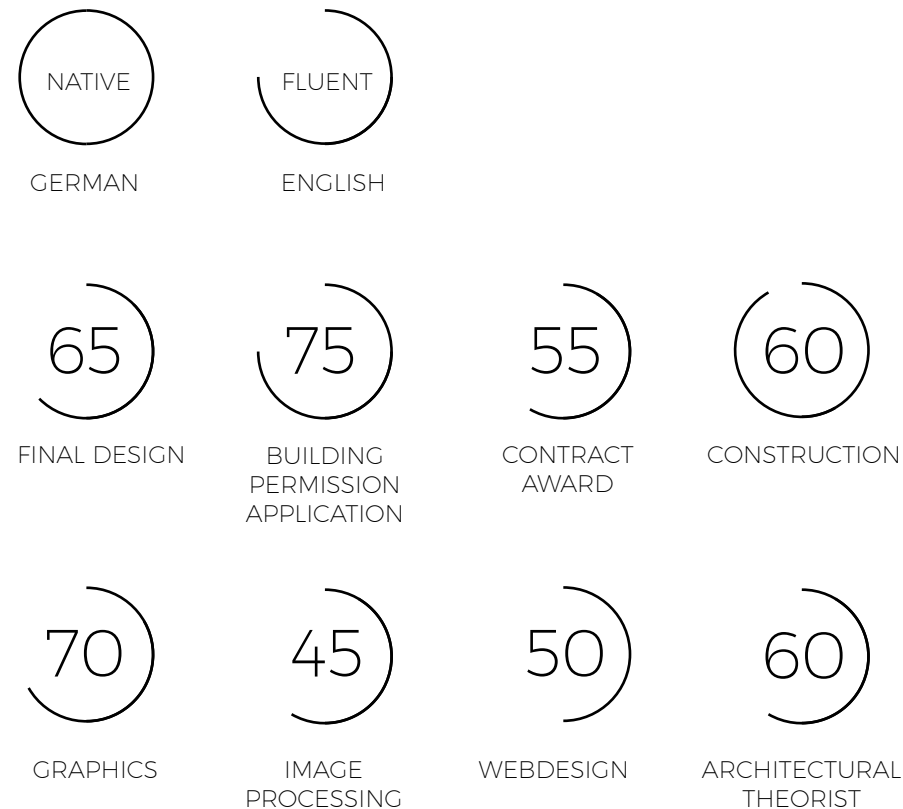 NATIVE
FLUENT
GERMAN
ENGLISH
65
75
55
60
FINAL DESIGN
BUILDING
PERMISSION
APPLICATION
CONTRACT
AWARD
CONSTRUCTION
70
45
50
60
GRAPHICS
IMAGE
PROCESSING
WEBDESIGN
ARCHITECTURAL
THEORIST